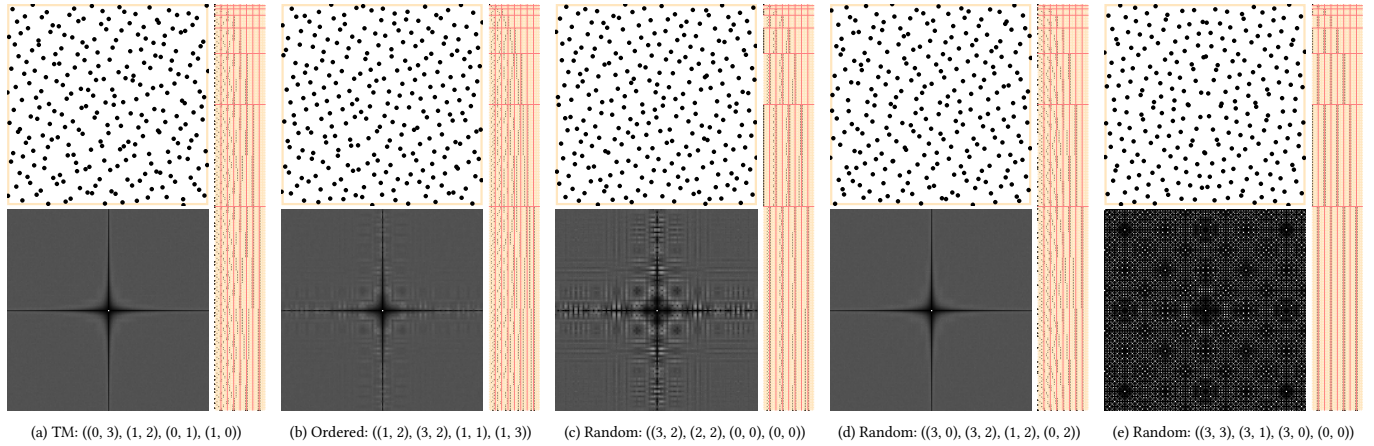 (a) TM: ((0, 3), (1, 2), (0, 1), (1, 0))
(b) Ordered: ((1, 2), (3, 2), (1, 1), (1, 3))
(c) Random: ((3, 2), (2, 2), (0, 0), (0, 0))
(d) Random: ((3, 0), (3, 2), (1, 2), (0, 2))
(e) Random: ((3, 3), (3, 1), (3, 0), (0, 0))